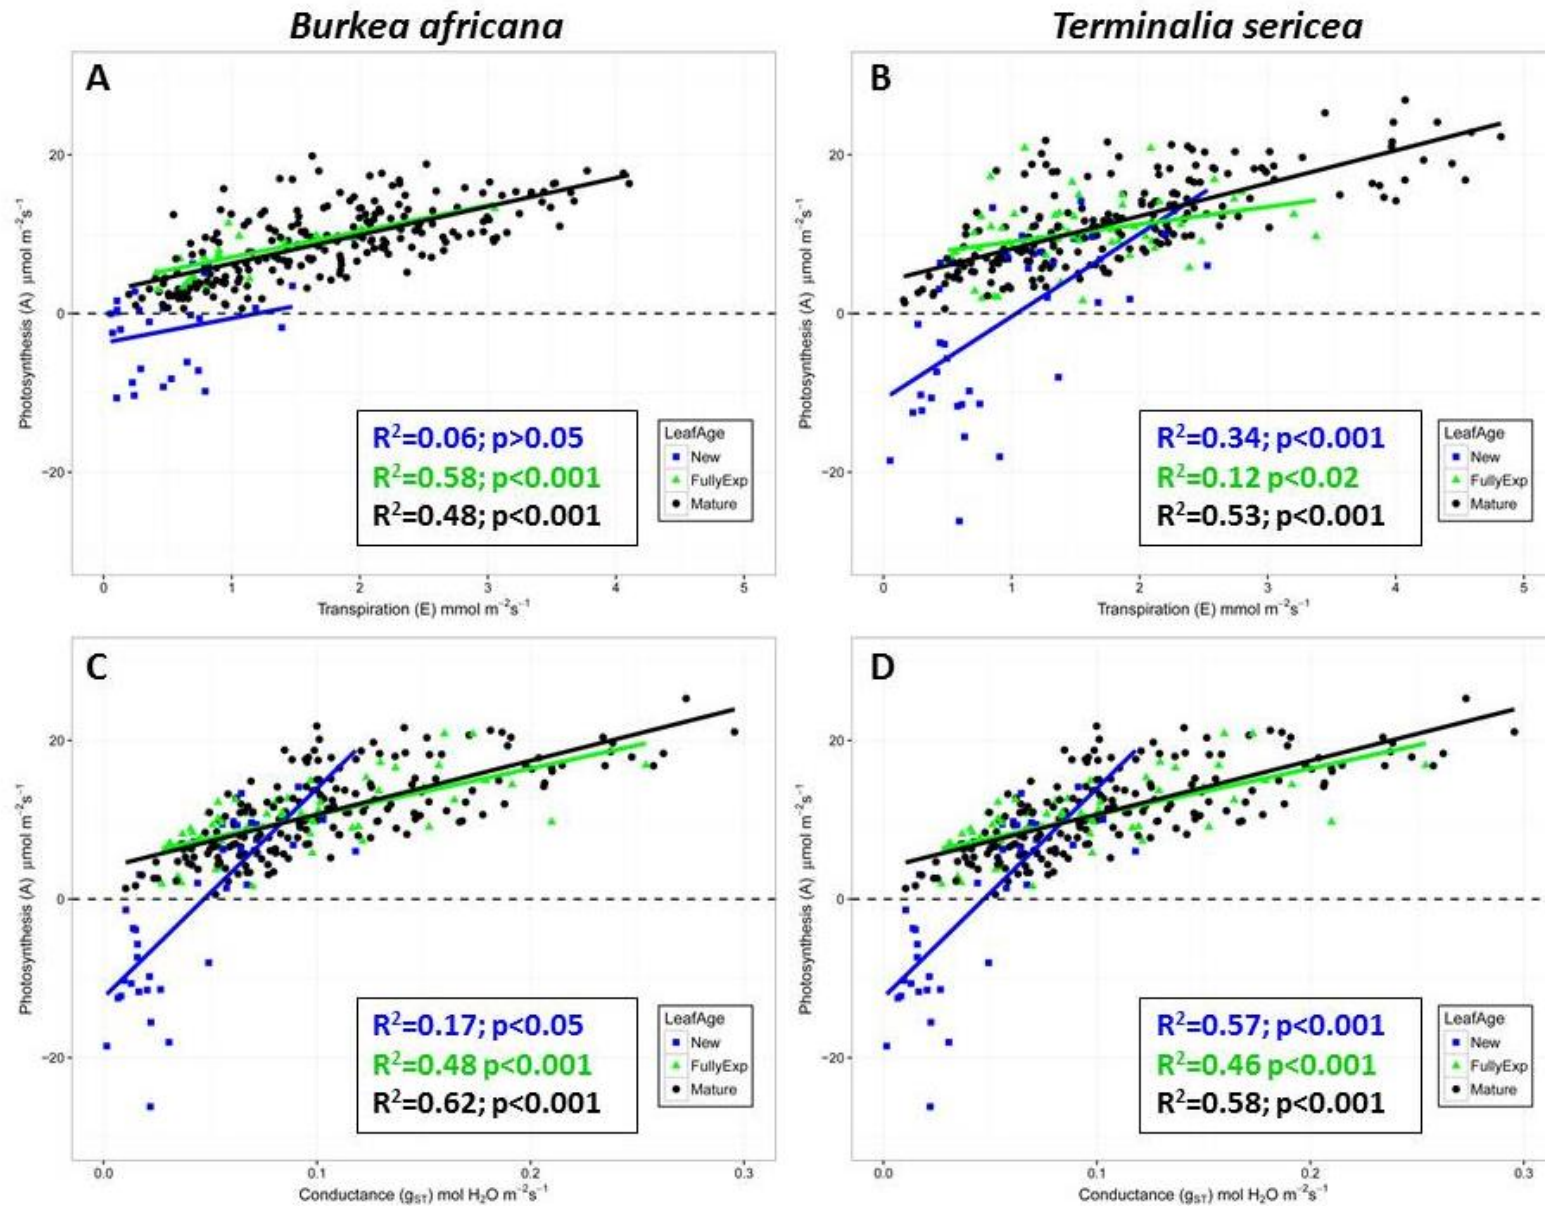 Burkea africana
Terminalia sericea
A
20
0
−20
Photosynthesis (A) μmol m⁻²s⁻¹
R²=0.06; p>0.05
R²=0.58; p<0.001
R²=0.48; p<0.001
LeafAge
New
FullyExp
Mature
0 1 2 3 4 5
Transpiration (E) mmol m⁻²s⁻¹
B
20
0
−20
Photosynthesis (A) μmol m⁻²s⁻¹
R²=0.34; p<0.001
R²=0.12 p<0.02
R²=0.53; p<0.001
LeafAge
New
FullyExp
Mature
0 1 2 3 4 5
Transpiration (E) mmol m⁻²s⁻¹
C
20
0
−20
Photosynthesis (A) μmol m⁻²s⁻¹
R²=0.17; p<0.05
R²=0.48 p<0.001
R²=0.62; p<0.001
LeafAge
New
FullyExp
Mature
0.0 0.1 0.2 0.3
Conductance (g_ST) mol H₂O m⁻²s⁻¹
D
20
0
−20
Photosynthesis (A) μmol m⁻²s⁻¹
R²=0.57; p<0.001
R²=0.46 p<0.001
R²=0.58; p<0.001
LeafAge
New
FullyExp
Mature
0.0 0.1 0.2 0.3
Conductance (g_ST) mol H₂O m⁻²s⁻¹